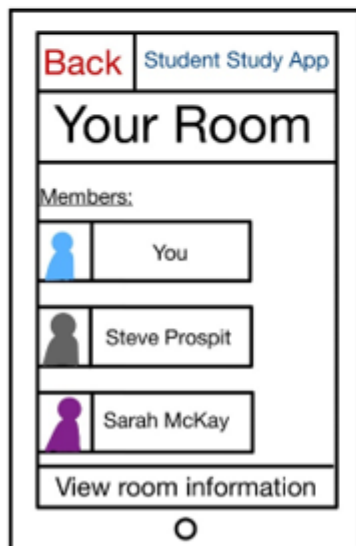 Back
Student Study App
Your Room
Members:
You
Steve Prospit
Sarah McKay
View room information